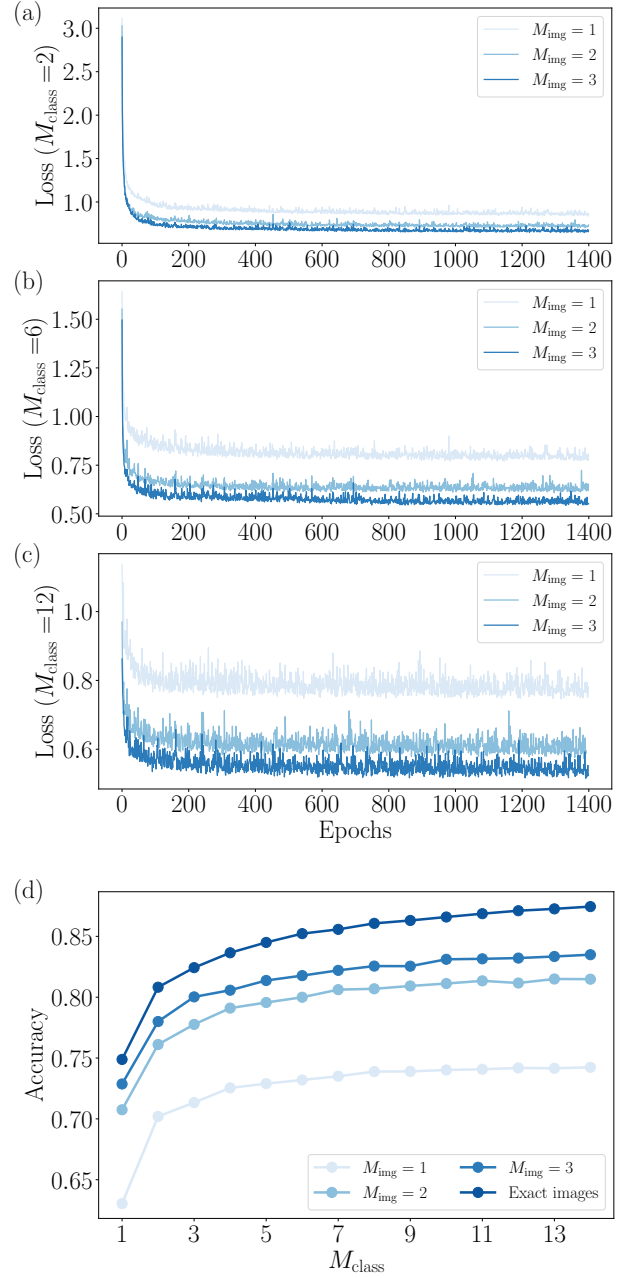 (a)
Loss (M_class =2)
3.0
2.5
2.0
1.5
1.0
M_img = 1
M_img = 2
M_img = 3
0 200 400 600 800 1000 1200 1400
(b)
Loss (M_class =6)
1.50
1.25
1.00
0.75
0.50
M_img = 1
M_img = 2
M_img = 3
0 200 400 600 800 1000 1200 1400
(c)
Loss (M_class =12)
1.0
0.8
0.6
M_img = 1
M_img = 2
M_img = 3
0 200 400 600 800 1000 1200 1400
Epochs
(d)
Accuracy
0.85
0.80
0.75
0.70
0.65
M_img = 1 M_img = 3
M_img = 2 Exact images
1 3 5 7 9 11 13
M_class